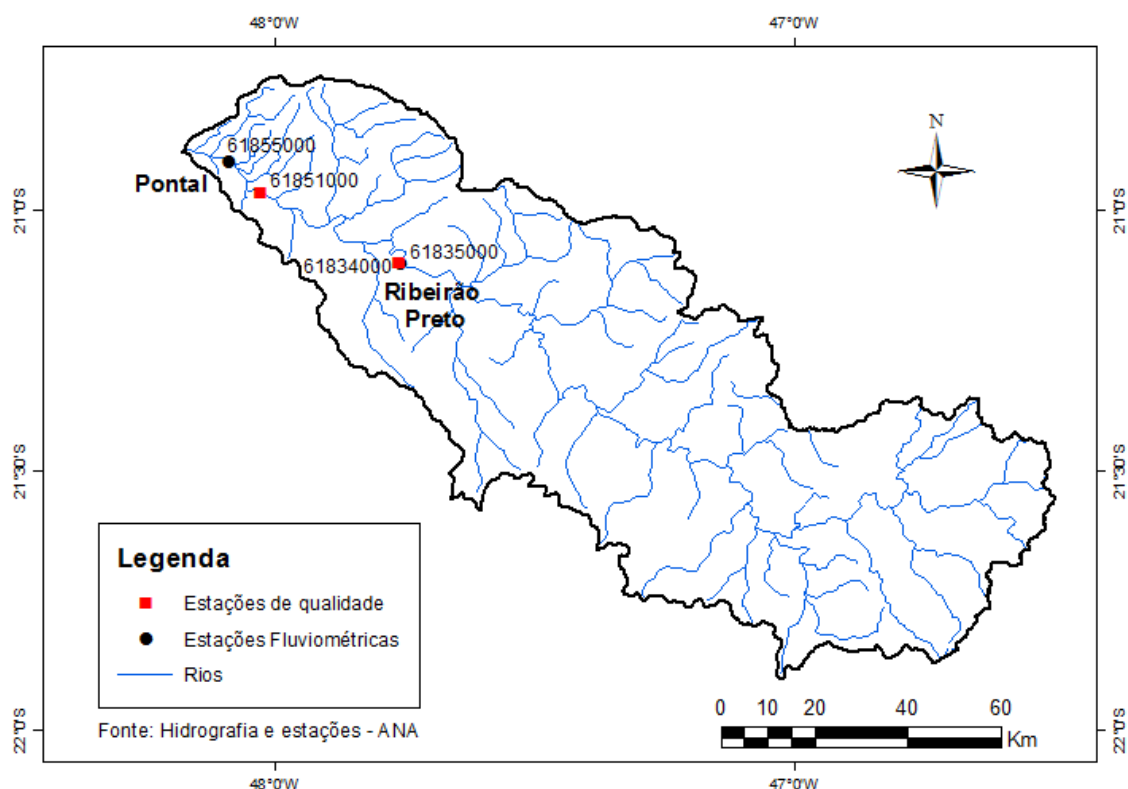 48°0'W
47°0'W
N
61855000
Pontal
61851000
21°0'S
21°0'S
61835000
61834000
Ribeirão
Preto
21°30'S
21°30'S
Legenda
Estações de qualidade
Estações Fluviométricas
Rios
Fonte: Hidrografia e estações - ANA
0 10 20 40 60
Km
22°0'S
22°0'S
48°0'W
47°0'W